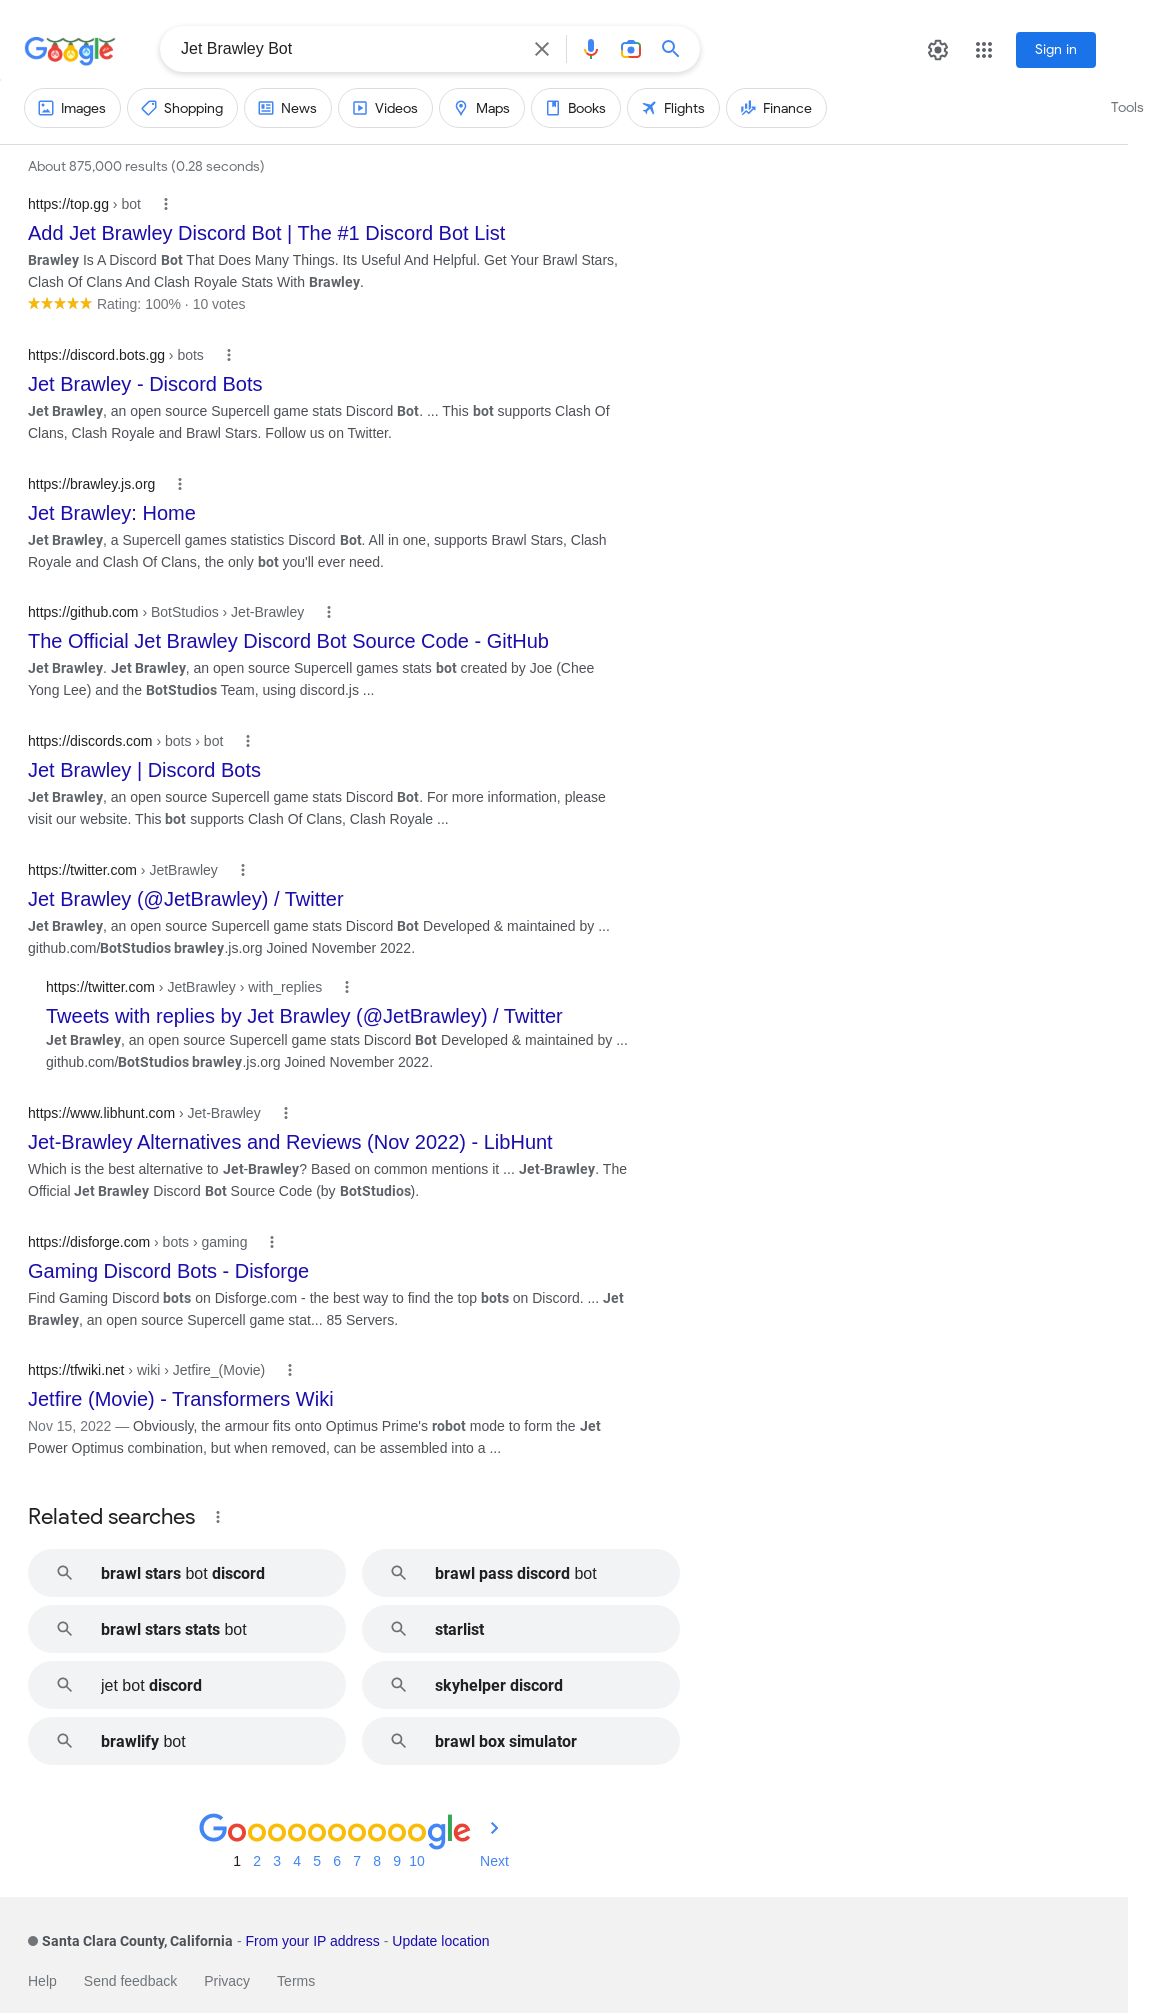 Google
Jet Brawley Bot
Sign in
Images
Shopping
News
Videos
Maps
Books
Flights
Finance
Tools
About 875,000 results (0.28 seconds)
https://top.gg › bot
Add Jet Brawley Discord Bot | The #1 Discord Bot List
Brawley Is A Discord Bot That Does Many Things. Its Useful And Helpful. Get Your Brawl Stars,
Clash Of Clans And Clash Royale Stats With Brawley.
Rating: 100% · 10 votes
https://discord.bots.gg › bots
Jet Brawley - Discord Bots
Jet Brawley, an open source Supercell game stats Discord Bot. ... This bot supports Clash Of
Clans, Clash Royale and Brawl Stars. Follow us on Twitter.
https://brawley.js.org
Jet Brawley: Home
Jet Brawley, a Supercell games statistics Discord Bot. All in one, supports Brawl Stars, Clash
Royale and Clash Of Clans, the only bot you'll ever need.
https://github.com › BotStudios › Jet-Brawley
The Official Jet Brawley Discord Bot Source Code - GitHub
Jet Brawley. Jet Brawley, an open source Supercell games stats bot created by Joe (Chee
Yong Lee) and the BotStudios Team, using discord.js ...
https://discords.com › bots › bot
Jet Brawley | Discord Bots
Jet Brawley, an open source Supercell game stats Discord Bot. For more information, please
visit our website. This bot supports Clash Of Clans, Clash Royale ...
https://twitter.com › JetBrawley
Jet Brawley (@JetBrawley) / Twitter
Jet Brawley, an open source Supercell game stats Discord Bot Developed & maintained by ...
github.com/BotStudios brawley.js.org Joined November 2022.
https://twitter.com › JetBrawley › with_replies
Tweets with replies by Jet Brawley (@JetBrawley) / Twitter
Jet Brawley, an open source Supercell game stats Discord Bot Developed & maintained by ...
github.com/BotStudios brawley.js.org Joined November 2022.
https://www.libhunt.com › Jet-Brawley
Jet-Brawley Alternatives and Reviews (Nov 2022) - LibHunt
Which is the best alternative to Jet-Brawley? Based on common mentions it ... Jet-Brawley. The
Official Jet Brawley Discord Bot Source Code (by BotStudios).
https://disforge.com › bots › gaming
Gaming Discord Bots - Disforge
Find Gaming Discord bots on Disforge.com - the best way to find the top bots on Discord. ... Jet
Brawley, an open source Supercell game stat... 85 Servers.
https://tfwiki.net › wiki › Jetfire_(Movie)
Jetfire (Movie) - Transformers Wiki
Nov 15, 2022 — Obviously, the armour fits onto Optimus Prime's robot mode to form the Jet
Power Optimus combination, but when removed, can be assembled into a ...
Related searches
brawl stars bot discord
brawl pass discord bot
brawl stars stats bot
starlist
jet bot discord
skyhelper discord
brawlify bot
brawl box simulator
Goooooooooogle
1 2 3 4 5 6 7 8 9 10 Next
Santa Clara County, California - From your IP address - Update location
Help Send feedback Privacy Terms